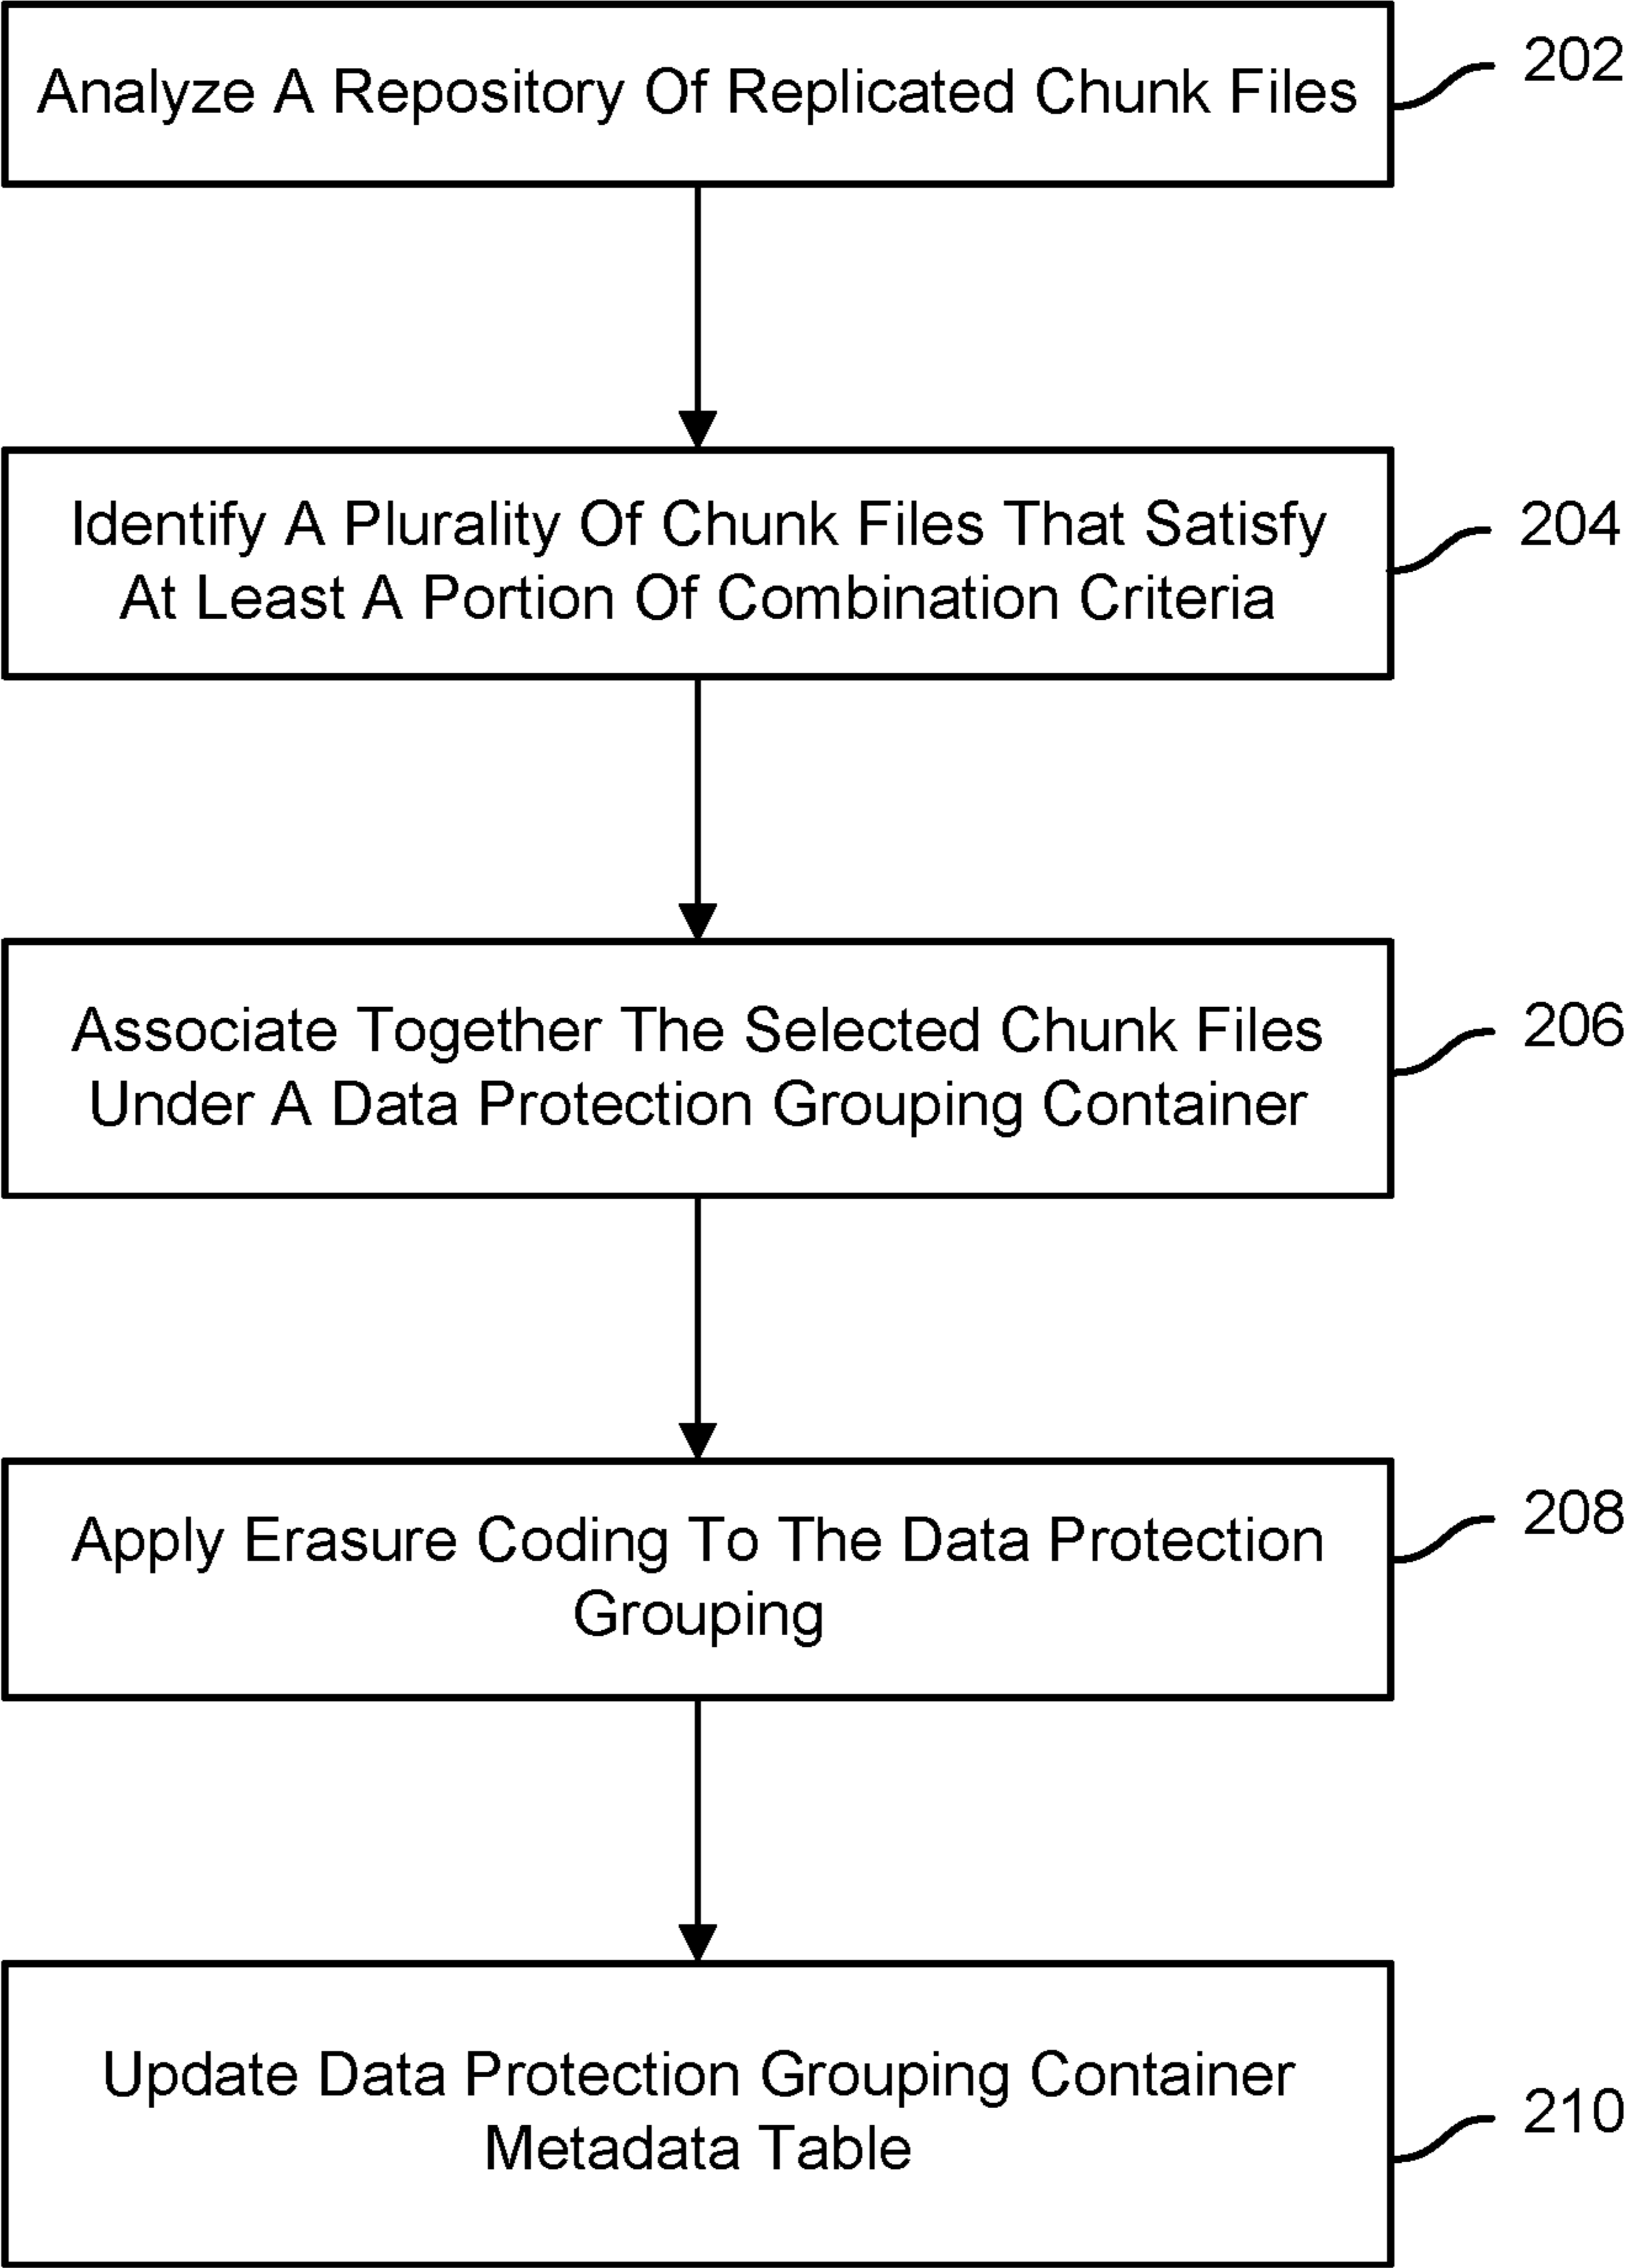 Analyze A Repository Of Replicated Chunk Files
202
Identify A Plurality Of Chunk Files That Satisfy
At Least A Portion Of Combination Criteria
204
Associate Together The Selected Chunk Files
Under A Data Protection Grouping Container
206
Apply Erasure Coding To The Data Protection
Grouping
208
Update Data Protection Grouping Container
Metadata Table
210